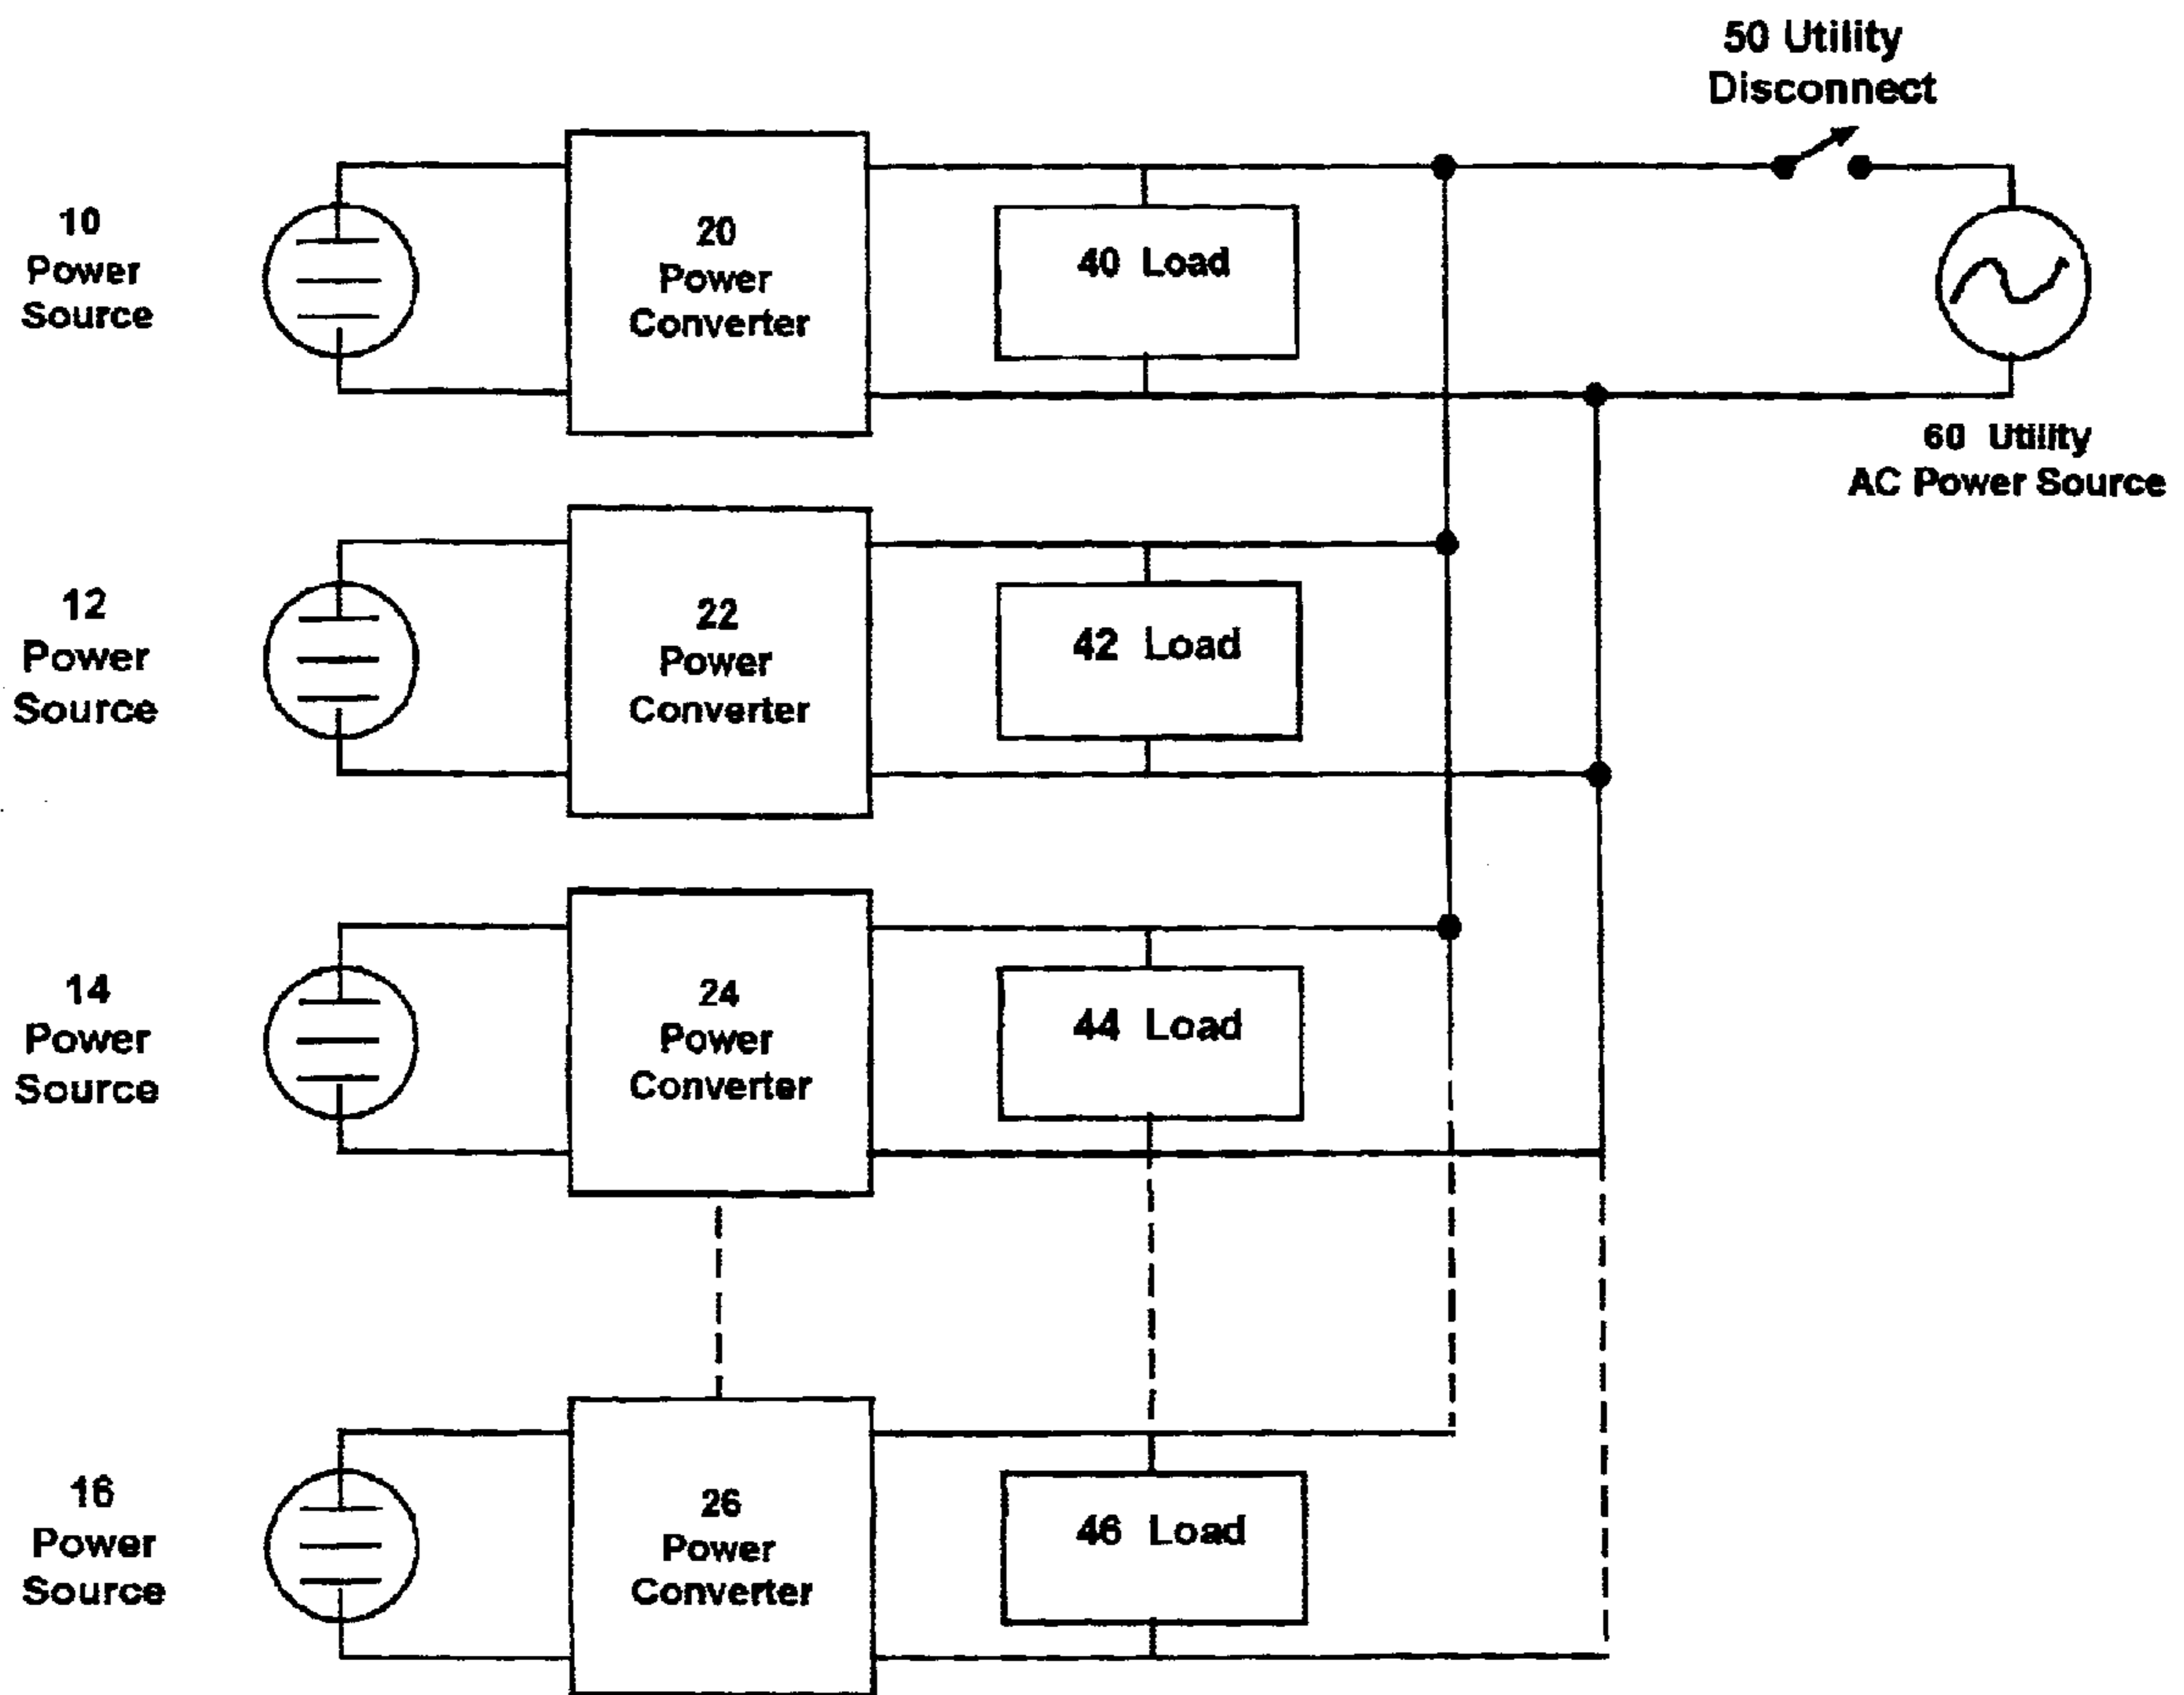 50 Utility
Disconnect
10
Power
Source
20
Power
Converter
40 Load
60 Utility
AC Power Source
12
Power
Source
22
Power
Converter
42 Load
14
Power
Source
24
Power
Converter
44 Load
16
Power
Source
26
Power
Converter
46 Load